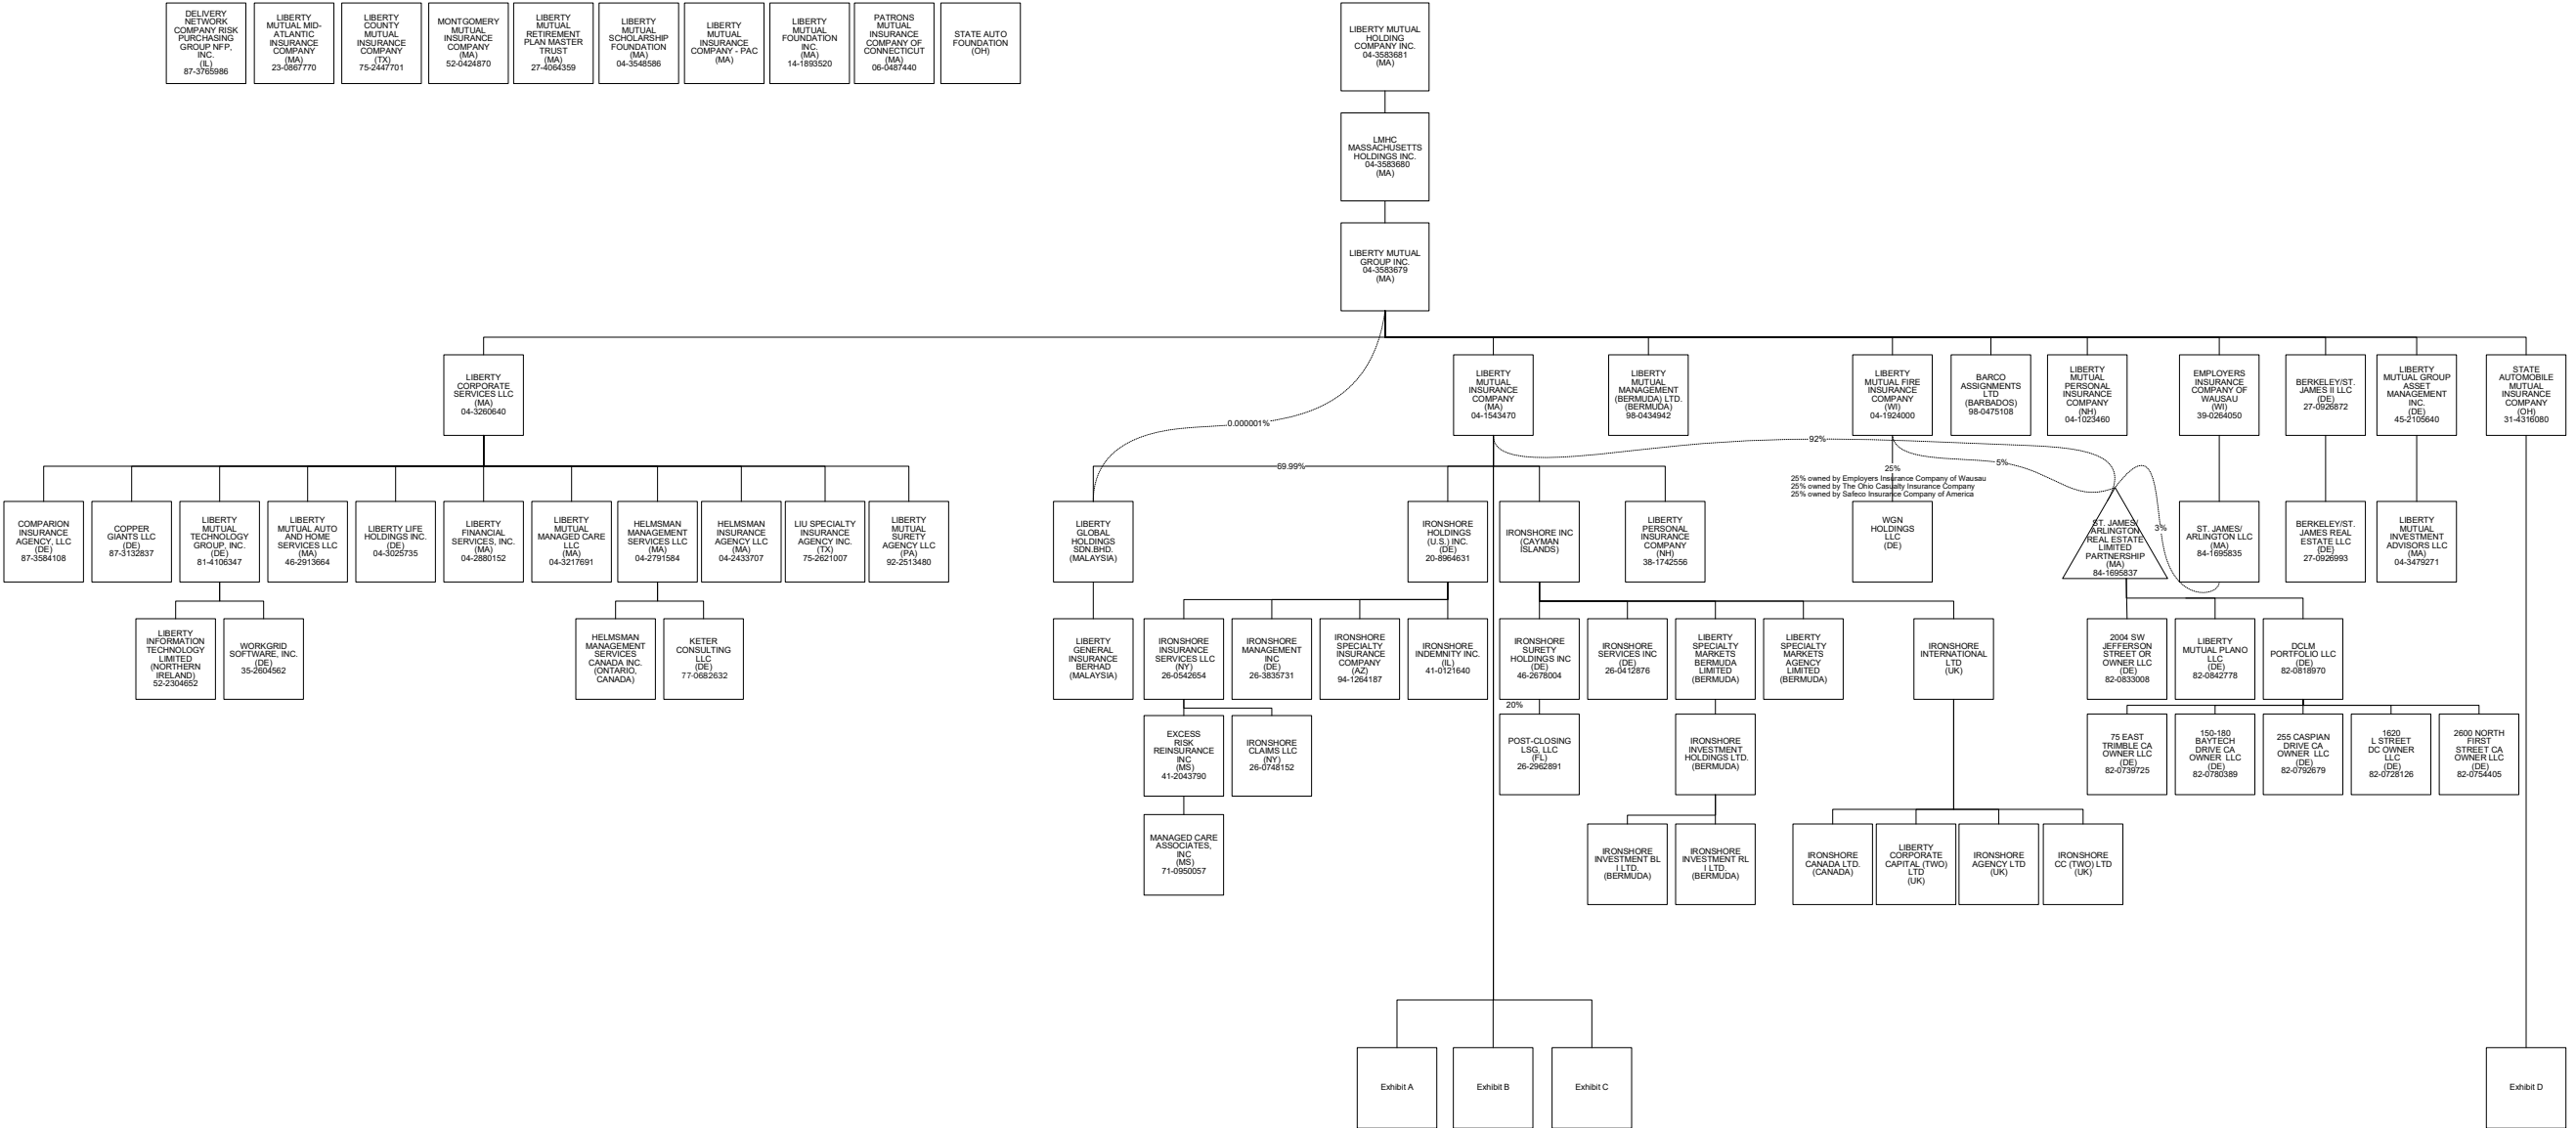 DELIVERY
NETWORK
COMPANY RISK
PURCHASING
GROUP NFP,
INC.
(IL)
87-3765986
LIBERTY
MUTUAL MID-
ATLANTIC
INSURANCE
COMPANY
(MA)
23-0867770
LIBERTY
COUNTY
MUTUAL
INSURANCE
COMPANY
(TX)
75-2447701
MONTGOMERY
MUTUAL
INSURANCE
COMPANY
(MA)
52-0424870
LIBERTY
MUTUAL
RETIREMENT
PLAN MASTER
TRUST
(MA)
27-4064359
LIBERTY
MUTUAL
SCHOLARSHIP
FOUNDATION
(MA)
04-3548586
LIBERTY
MUTUAL
INSURANCE
COMPANY - PAC
(MA)
LIBERTY
MUTUAL
FOUNDATION
INC.
(MA)
14-1893520
PATRONS
MUTUAL
INSURANCE
COMPANY OF
CONNECTICUT
(MA)
06-0487440
STATE AUTO
FOUNDATION
(OH)
LIBERTY MUTUAL
HOLDING
COMPANY INC.
04-3583681
(MA)
LMHC
MASSACHUSETTS
HOLDINGS INC.
04-3583680
(MA)
LIBERTY MUTUAL
GROUP INC.
04-3583679
(MA)
LIBERTY
CORPORATE
SERVICES LLC
(MA)
04-3260640
LIBERTY
MUTUAL
INSURANCE
COMPANY
(MA)
04-1543470
LIBERTY
MUTUAL
MANAGEMENT
(BERMUDA) LTD.
(BERMUDA)
98-0434942
LIBERTY
MUTUAL FIRE
INSURANCE
COMPANY
(WI)
04-1924000
BARCO
ASSIGNMENTS
LTD
(BARBADOS)
98-0475108
LIBERTY
MUTUAL
PERSONAL
INSURANCE
COMPANY
(NH)
04-1023460
EMPLOYERS
INSURANCE
COMPANY OF
WAUSAU
(WI)
39-0264050
BERKELEY/ST.
JAMES II LLC
(DE)
27-0926872
LIBERTY
MUTUAL GROUP
ASSET
MANAGEMENT
INC.
(DE)
45-2105640
STATE
AUTOMOBILE
MUTUAL
INSURANCE
COMPANY
(OH)
31-4316080
0.000001%
92%
69.99%
5%
25%
25% owned by Employers Insurance Company of Wausau
25% owned by The Ohio Casualty Insurance Company
25% owned by Safeco Insurance Company of America
3%
COMPARION
INSURANCE
AGENCY, LLC
(DE)
87-3584108
COPPER
GIANTS LLC
(DE)
87-3132837
LIBERTY
MUTUAL
TECHNOLOGY
GROUP, INC.
(DE)
81-4106347
LIBERTY
MUTUAL AUTO
AND HOME
SERVICES LLC
(MA)
46-2913664
LIBERTY LIFE
HOLDINGS INC.
(DE)
04-3025735
LIBERTY
FINANCIAL
SERVICES, INC.
(MA)
04-2880152
LIBERTY
MUTUAL
MANAGED CARE
LLC
(MA)
04-3217691
HELMSMAN
MANAGEMENT
SERVICES LLC
(MA)
04-2791584
HELMSMAN
INSURANCE
AGENCY LLC
(MA)
04-2433707
LIU SPECIALTY
INSURANCE
AGENCY INC.
(TX)
75-2621007
LIBERTY
MUTUAL
SURETY
AGENCY LLC
(PA)
92-2513480
LIBERTY
GLOBAL
HOLDINGS
SDN.BHD.
(MALAYSIA)
IRONSHORE
HOLDINGS
(U.S.) INC.
(DE)
20-8964631
IRONSHORE INC
(CAYMAN
ISLANDS)
LIBERTY
PERSONAL
INSURANCE
COMPANY
(NH)
38-1742556
WGN
HOLDINGS
LLC
(DE)
ST. JAMES/
ARLINGTON
REAL ESTATE
LIMITED
PARTNERSHIP
(MA)
84-1695837
ST. JAMES/
ARLINGTON LLC
(MA)
84-1695835
BERKELEY/ST.
JAMES REAL
ESTATE LLC
(DE)
27-0926993
LIBERTY
MUTUAL
INVESTMENT
ADVISORS LLC
(MA)
04-3479271
LIBERTY
INFORMATION
TECHNOLOGY
LIMITED
(NORTHERN
IRELAND)
52-2304652
WORKGRID
SOFTWARE, INC.
(DE)
35-2604562
HELMSMAN
MANAGEMENT
SERVICES
CANADA INC.
(ONTARIO,
CANADA)
KETER
CONSULTING
LLC
(DE)
77-0682632
LIBERTY
GENERAL
INSURANCE
BERHAD
(MALAYSIA)
IRONSHORE
INSURANCE
SERVICES LLC
(NY)
26-0542654
IRONSHORE
MANAGEMENT
INC
(DE)
26-3835731
IRONSHORE
SPECIALTY
INSURANCE
COMPANY
(AZ)
94-1264187
IRONSHORE
INDEMNITY INC.
(IL)
41-0121640
IRONSHORE
SURETY
HOLDINGS INC
(DE)
46-2678004
IRONSHORE
SERVICES INC
(DE)
26-0412876
LIBERTY
SPECIALTY
MARKETS
BERMUDA
LIMITED
(BERMUDA)
LIBERTY
SPECIALTY
MARKETS
AGENCY
LIMITED
(BERMUDA)
IRONSHORE
INTERNATIONAL
LTD
(UK)
2004 SW
JEFFERSON
STREET OR
OWNER LLC
(DE)
82-0833008
LIBERTY
MUTUAL PLANO
LLC
(DE)
82-0842778
DCLM
PORTFOLIO LLC
(DE)
82-0818970
20%
EXCESS
RISK
REINSURANCE
INC
(MS)
41-2043790
IRONSHORE
CLAIMS LLC
(NY)
26-0748152
POST-CLOSING
LSG, LLC
(FL)
26-2962891
IRONSHORE
INVESTMENT
HOLDINGS LTD.
(BERMUDA)
75 EAST
TRIMBLE CA
OWNER LLC
(DE)
82-0739725
150-180
BAYTECH
DRIVE CA
OWNER LLC
(DE)
82-0780389
255 CASPIAN
DRIVE CA
OWNER LLC
(DE)
82-0792679
1620
L STREET
DC OWNER
LLC
(DE)
82-0728126
2600 NORTH
FIRST
STREET CA
OWNER LLC
(DE)
82-0754405
MANAGED CARE
ASSOCIATES,
INC
(MS)
71-0950057
IRONSHORE
INVESTMENT BL
I LTD.
(BERMUDA)
IRONSHORE
INVESTMENT RL
I LTD.
(BERMUDA)
IRONSHORE
CANADA LTD.
(CANADA)
LIBERTY
CORPORATE
CAPITAL (TWO)
LTD
(UK)
IRONSHORE
AGENCY LTD
(UK)
IRONSHORE
CC (TWO) LTD
(UK)
Exhibit A
Exhibit B
Exhibit C
Exhibit D